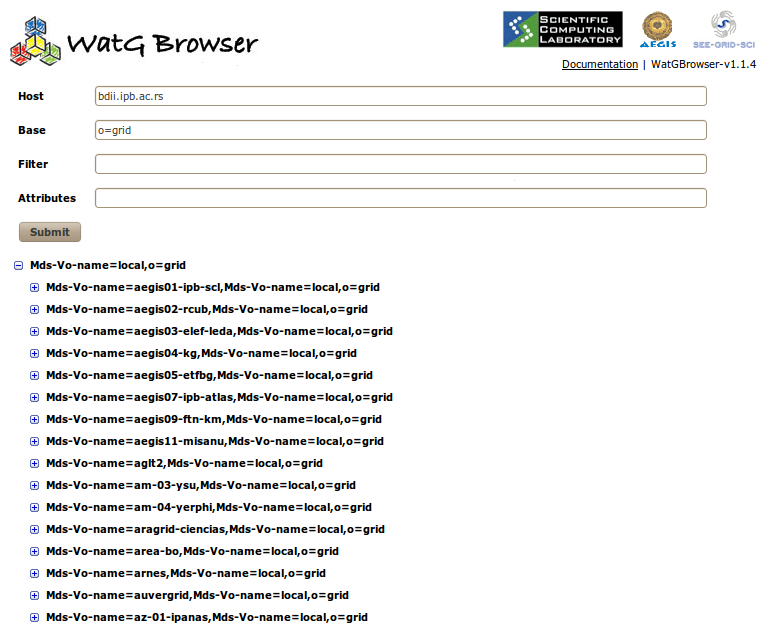 WatG Browser
SCIENTIFIC
COMPUTING
LABORATORY
AEGIS
SEE-GRID-SCI
Documentation | WatGBrowser-v1.1.4
Host bdii.ipb.ac.rs
Base o=grid
Filter
Attributes
Submit
Mds-Vo-name=local,o=grid
Mds-Vo-name=aegis01-ipb-scl,Mds-Vo-name=local,o=grid
Mds-Vo-name=aegis02-rcub,Mds-Vo-name=local,o=grid
Mds-Vo-name=aegis03-elef-leda,Mds-Vo-name=local,o=grid
Mds-Vo-name=aegis04-kg,Mds-Vo-name=local,o=grid
Mds-Vo-name=aegis05-etfbg,Mds-Vo-name=local,o=grid
Mds-Vo-name=aegis07-ipb-atlas,Mds-Vo-name=local,o=grid
Mds-Vo-name=aegis09-ftn-km,Mds-Vo-name=local,o=grid
Mds-Vo-name=aegis11-misanu,Mds-Vo-name=local,o=grid
Mds-Vo-name=aglt2,Mds-Vo-name=local,o=grid
Mds-Vo-name=am-03-ysu,Mds-Vo-name=local,o=grid
Mds-Vo-name=am-04-yerphi,Mds-Vo-name=local,o=grid
Mds-Vo-name=aragrid-ciencias,Mds-Vo-name=local,o=grid
Mds-Vo-name=area-bo,Mds-Vo-name=local,o=grid
Mds-Vo-name=arnes,Mds-Vo-name=local,o=grid
Mds-Vo-name=auvergrid,Mds-Vo-name=local,o=grid
Mds-Vo-name=az-01-ipanas,Mds-Vo-name=local,o=grid